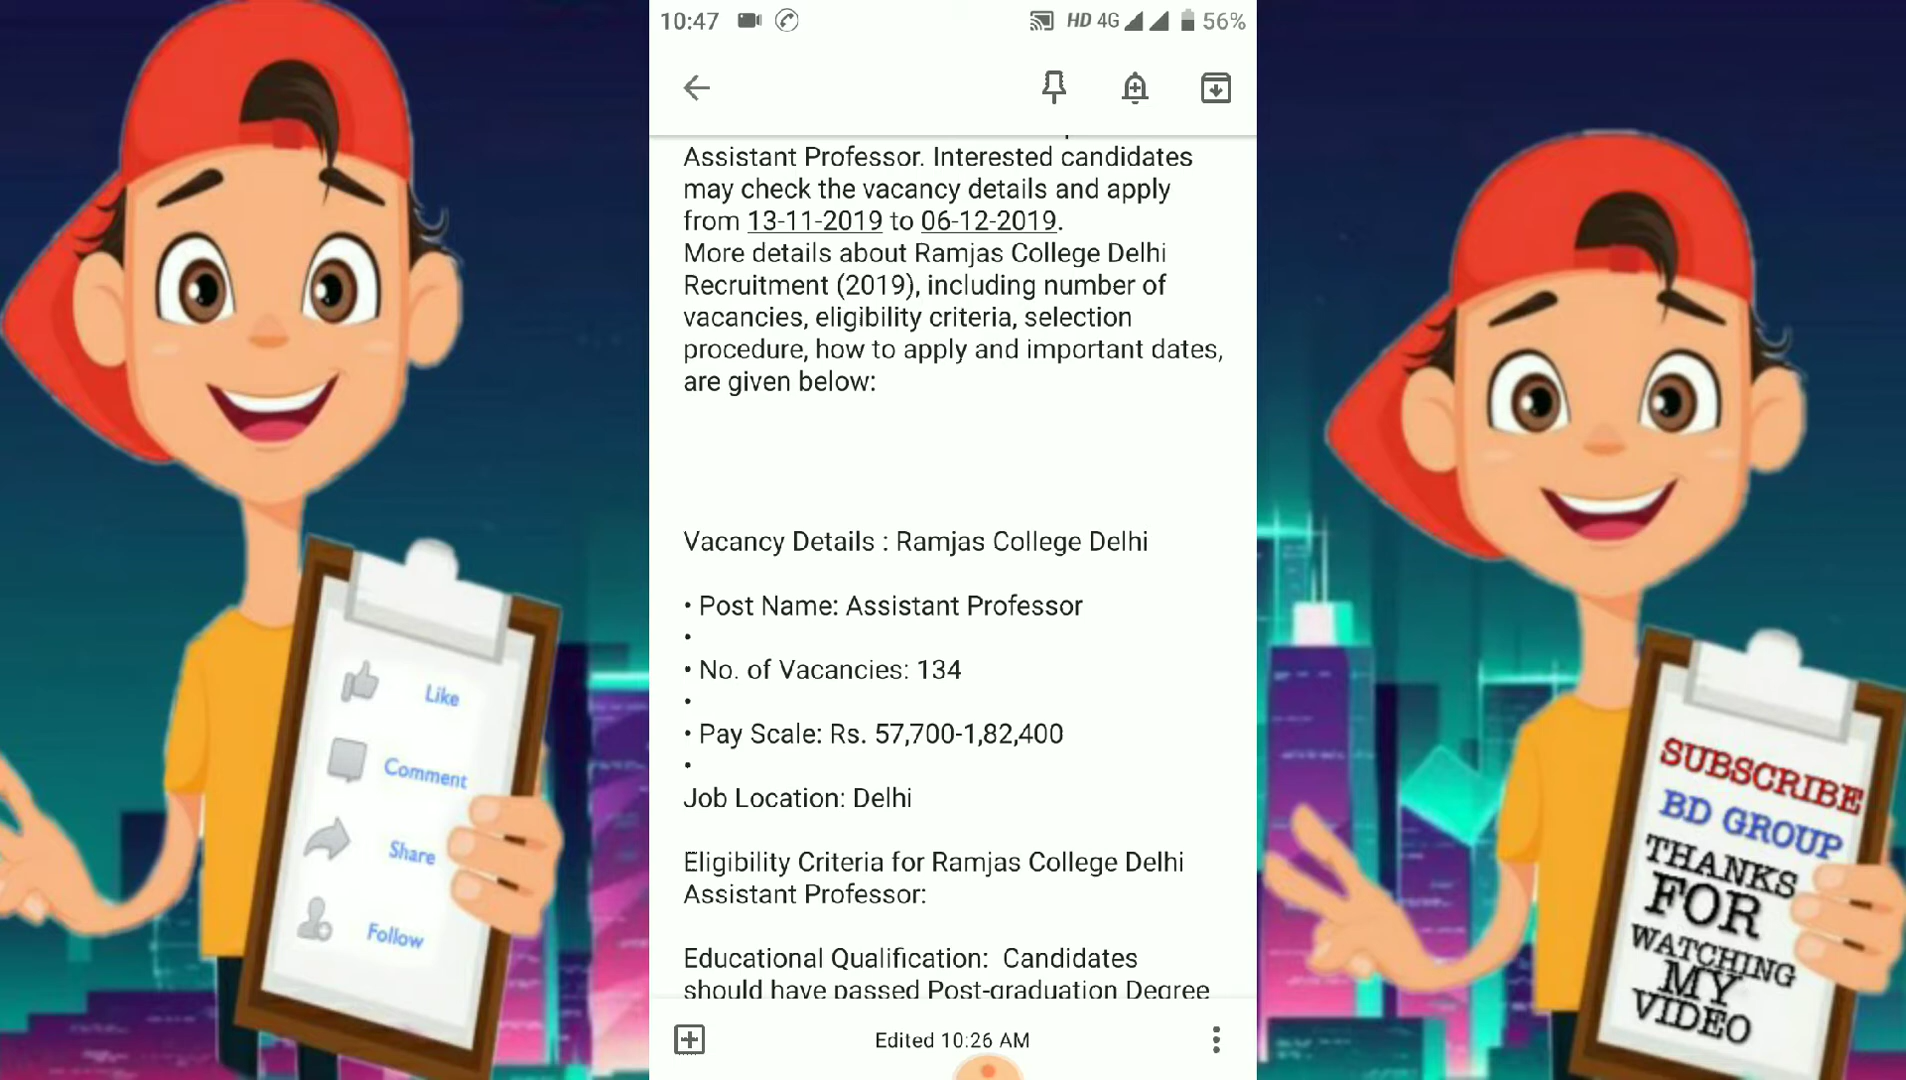 10:47
HD 4G
56%
Assistant Professor. Interested candidates
may check the vacancy details and apply
from 13-11-2019 to 06-12-2019.
More details about Ramjas College Delhi
Recruitment (2019), including number of
vacancies, eligibility criteria, selection
procedure, how to apply and important dates,
are given below:
Vacancy Details : Ramjas College Delhi
• Post Name: Assistant Professor
•
• No. of Vacancies: 134
•
• Pay Scale: Rs. 57,700-1,82,400
•
Job Location: Delhi
Eligibility Criteria for Ramjas College Delhi
Assistant Professor:
Educational Qualification:  Candidates
should have passed Post-graduation Degree
Edited 10:26 AM
Like
Comment
Share
Follow
SUBSCRIBE
BD GROUP
THANKS
FOR
WATCHING
MY
VIDEO